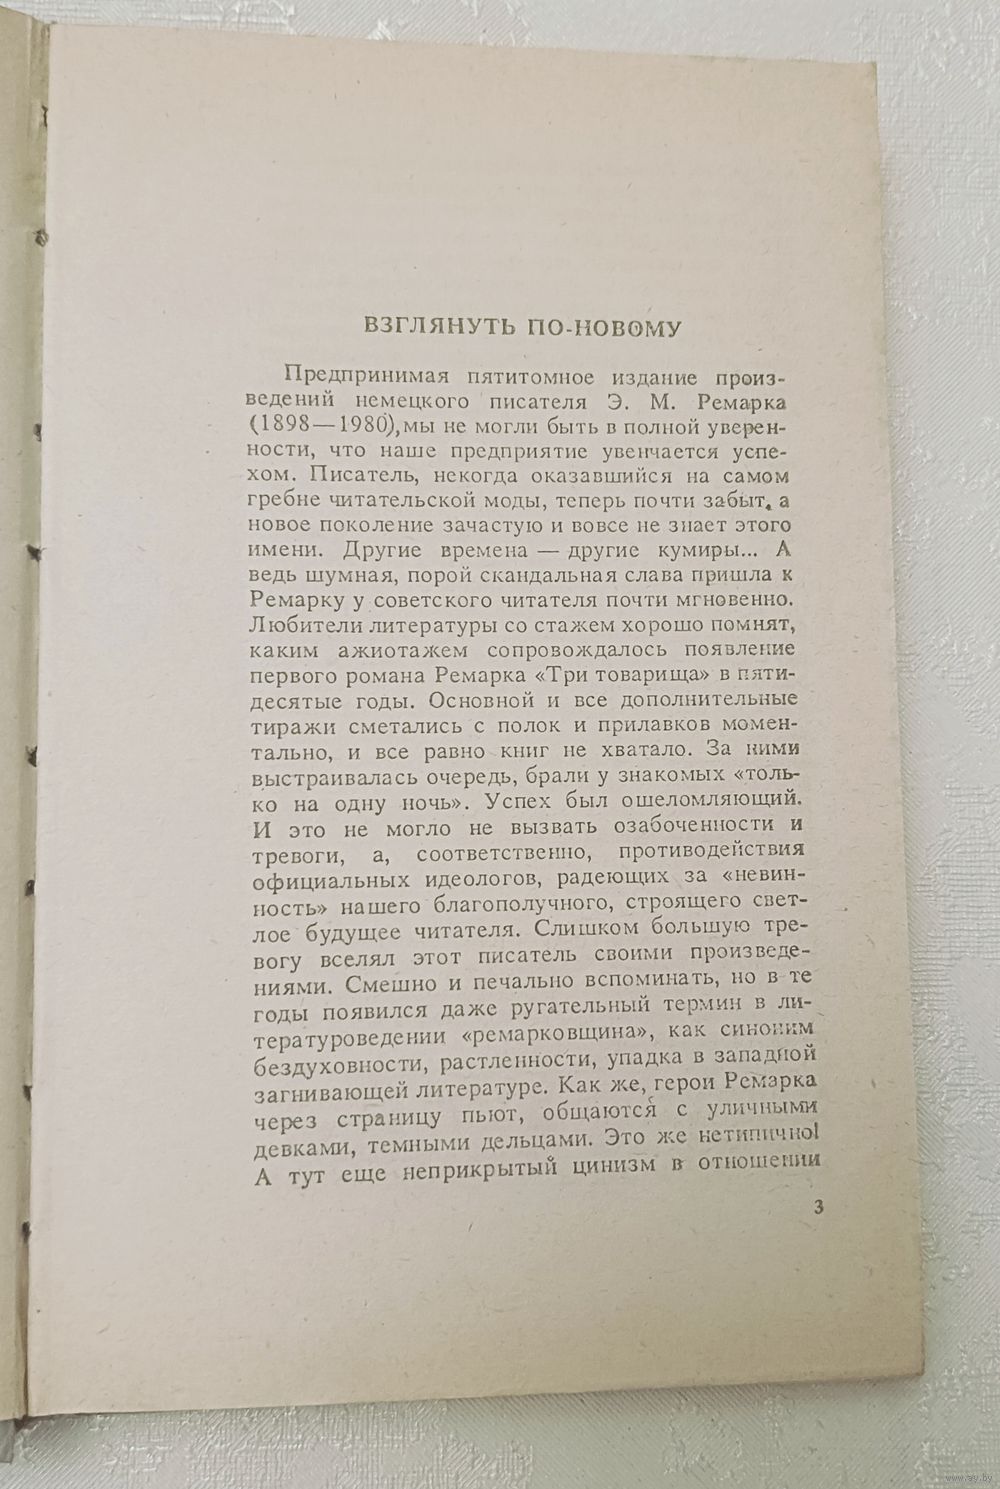 ВЗГЛЯНУТЬ ПО-НОВОМУ
Предпринимая пятитомное издание произ-
ведений немецкого писателя Э. М. Ремарка
(1898—1980), мы не могли быть в полной уверен-
ности, что наше предприятие увенчается успе-
хом. Писатель, некогда оказавшийся на самом
гребне читательской моды, теперь почти забыт, а
новое поколение зачастую и вовсе не знает этого
имени. Другие времена — другие кумиры... А
ведь шумная, порой скандальная слава пришла к
Ремарку у советского читателя почти мгновенно.
Любители литературы со стажем хорошо помнят,
каким ажиотажем сопровождалось появление
первого романа Ремарка «Три товарища» в пяти-
десятые годы. Основной и все дополнительные
тиражи сметались с полок и прилавков момен-
тально, и все равно книг не хватало. За ними
выстраивалась очередь, брали у знакомых «толь-
ко на одну ночь». Успех был ошеломляющий.
И это не могло не вызвать озабоченности и
тревоги, а, соответственно, противодействия
официальных идеологов, радеющих за «невин-
ность» нашего благополучного, строящего свет-
лое будущее читателя. Слишком большую тре-
вогу вселял этот писатель своими произведе-
ниями. Смешно и печально вспоминать, но в те
годы появился даже ругательный термин в ли-
тературоведении «ремарковщина», как синоним
бездуховности, растленности, упадка в западной
загнивающей литературе. Как же, герои Ремарка
через страницу пьют, общаются с уличными
девками, темными дельцами. Это же нетипично!
А тут еще неприкрытый цинизм в отношении
3
www.ay.by